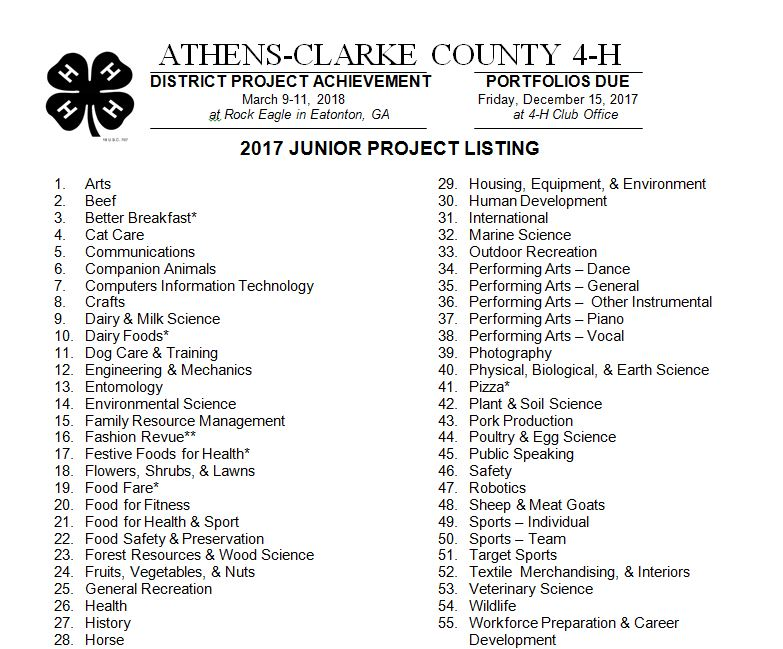 ATHENS-CLARKE COUNTY 4-H
DISTRICT PROJECT ACHIEVEMENT
March 9-11, 2018
at Rock Eagle in Eatonton, GA
PORTFOLIOS DUE
Friday, December 15, 2017
at 4-H Club Office
H H
H H
2017 JUNIOR PROJECT LISTING
1. Arts
2. Beef
3. Better Breakfast*
4. Cat Care
5. Communications
6. Companion Animals
7. Computers Information Technology
8. Crafts
9. Dairy & Milk Science
10. Dairy Foods*
11. Dog Care & Training
12. Engineering & Mechanics
13. Entomology
14. Environmental Science
15. Family Resource Management
16. Fashion Revue**
17. Festive Foods for Health*
18. Flowers, Shrubs, & Lawns
19. Food Fare*
20. Food for Fitness
21. Food for Health & Sport
22. Food Safety & Preservation
23. Forest Resources & Wood Science
24. Fruits, Vegetables, & Nuts
25. General Recreation
26. Health
27. History
28. Horse
29. Housing, Equipment, & Environment
30. Human Development
31. International
32. Marine Science
33. Outdoor Recreation
34. Performing Arts – Dance
35. Performing Arts – General
36. Performing Arts – Other Instrumental
37. Performing Arts – Piano
38. Performing Arts – Vocal
39. Photography
40. Physical, Biological, & Earth Science
41. Pizza*
42. Plant & Soil Science
43. Pork Production
44. Poultry & Egg Science
45. Public Speaking
46. Safety
47. Robotics
48. Sheep & Meat Goats
49. Sports – Individual
50. Sports – Team
51. Target Sports
52. Textile Merchandising, & Interiors
53. Veterinary Science
54. Wildlife
55. Workforce Preparation & Career
Development